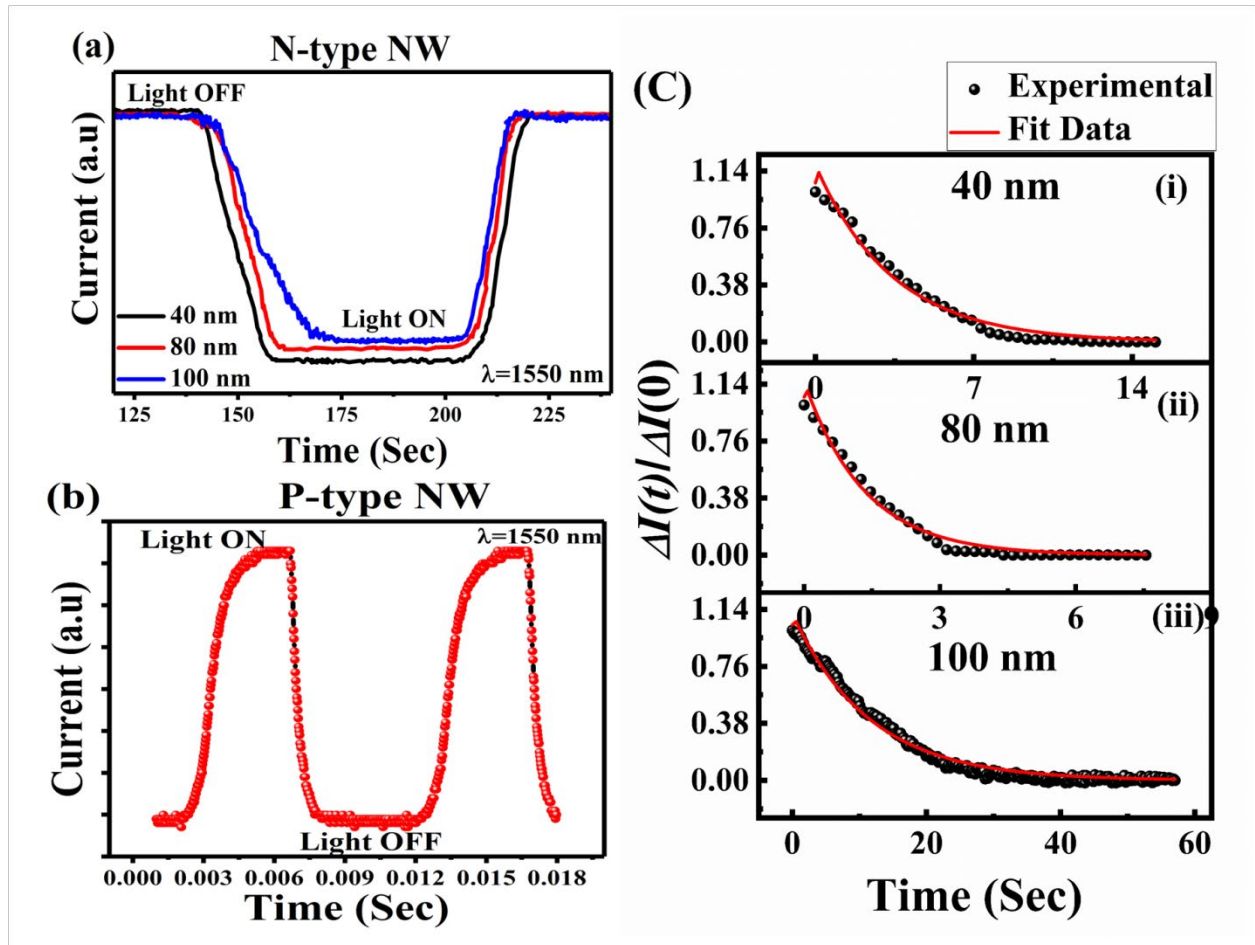 (a)
N-type NW
Light OFF
Current (a.u)
40 nm
80 nm
100 nm
Light ON
λ=1550 nm
125 150 175 200 225
Time (Sec)
(b)
P-type NW
Light ON
λ=1550 nm
Current (a.u)
Light OFF
0.000 0.003 0.006 0.009 0.012 0.015 0.018
Time (Sec)
(C)
Experimental
Fit Data
ΔI(t)/ΔI(0)
1.14
0.76
0.38
0.00
40 nm
(i)
0 7 14
1.14
0.76
0.38
0.00
80 nm
(ii)
0 3 6 9
1.14
0.76
0.38
0.00
100 nm
(iii)
0 20 40 60
Time (Sec)